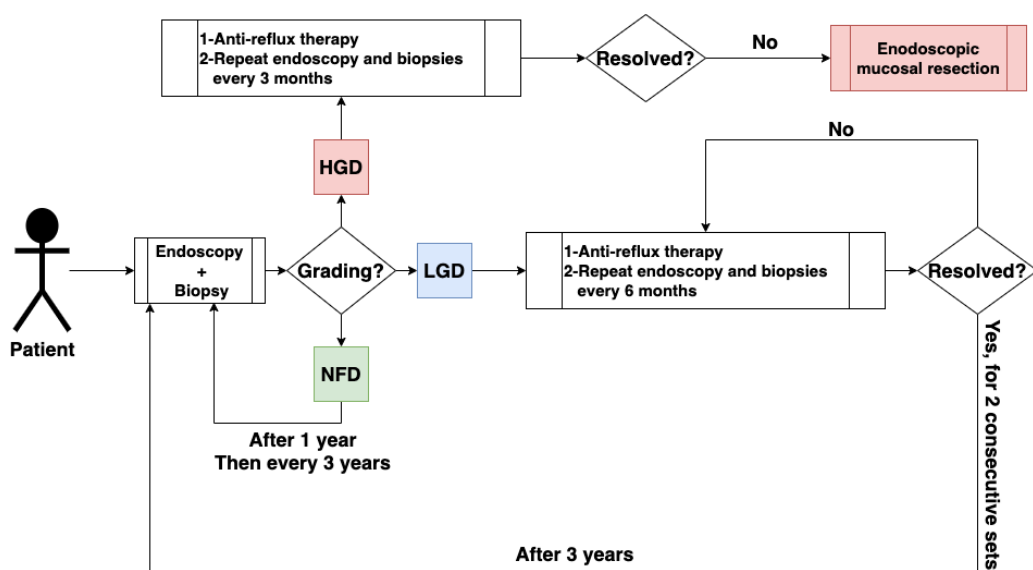 1-Anti-reflux therapy
2-Repeat endoscopy and biopsies
every 3 months
Resolved?
No
Enodoscopic
mucosal resection
HGD
No
Patient
Endoscopy
+
Biopsy
Grading?
LGD
1-Anti-reflux therapy
2-Repeat endoscopy and biopsies
every 6 months
Resolved?
NFD
After 1 year
Then every 3 years
Yes, for 2 consecutive sets
After 3 years